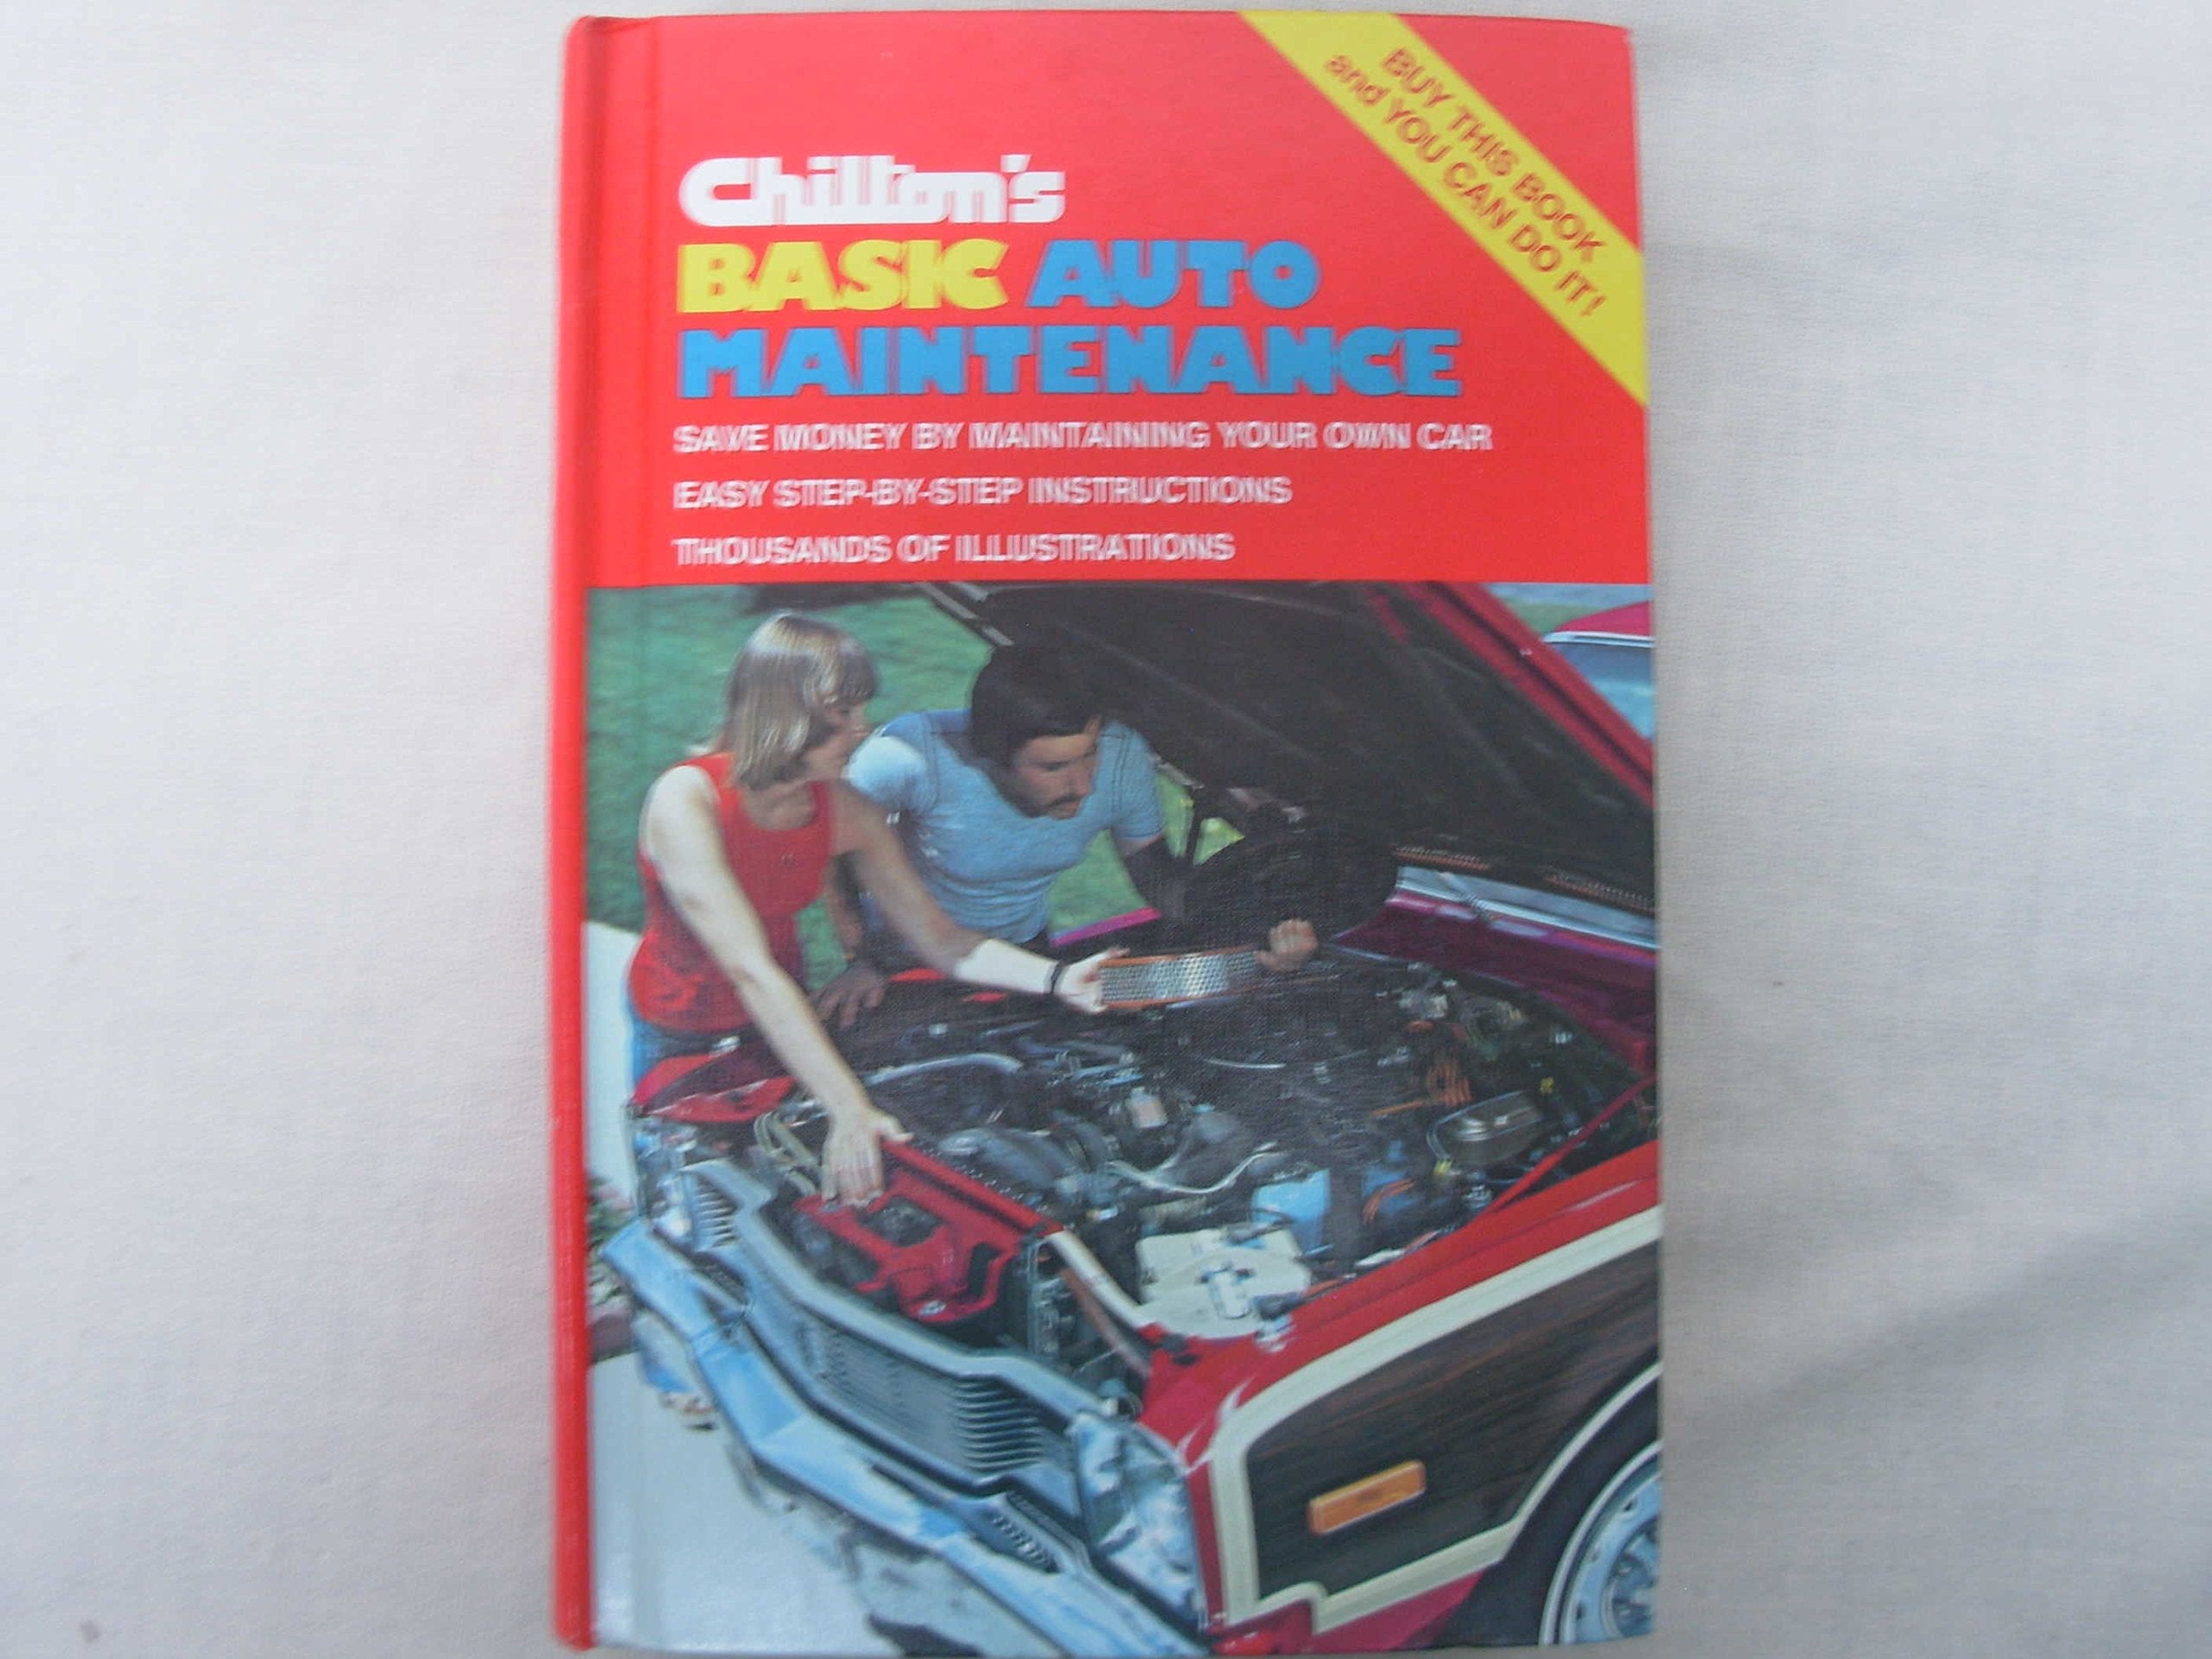 BUY THIS BOOK
and YOU CAN DO IT!
Chilton's
BASIC AUTO
MAINTENANCE
SAVE MONEY BY MAINTAINING YOUR OWN CAR
EASY STEP-BY-STEP INSTRUCTIONS
THOUSANDS OF ILLUSTRATIONS